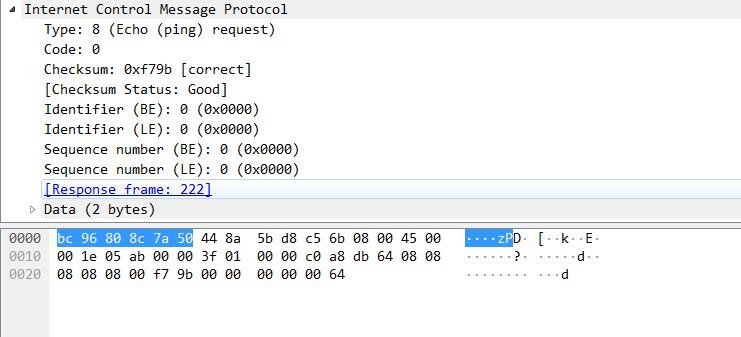 Internet Control Message Protocol
Type: 8 (Echo (ping) request)
Code: 0
Checksum: 0xf79b [correct]
[Checksum Status: Good]
Identifier (BE): 0 (0x0000)
Identifier (LE): 0 (0x0000)
Sequence number (BE): 0 (0x0000)
Sequence number (LE): 0 (0x0000)
[Response frame: 222]
Data (2 bytes)
0000 bc 96 80 8c 7a 50 44 8a 5b d8 c5 6b 08 00 45 00 ····zPD· [··k··E·
0010 00 1e 05 ab 00 00 3f 01 00 00 c0 a8 db 64 08 08 ······?· ·····d··
0020 08 08 08 00 f7 9b 00 00 00 00 00 64 ········ ···d